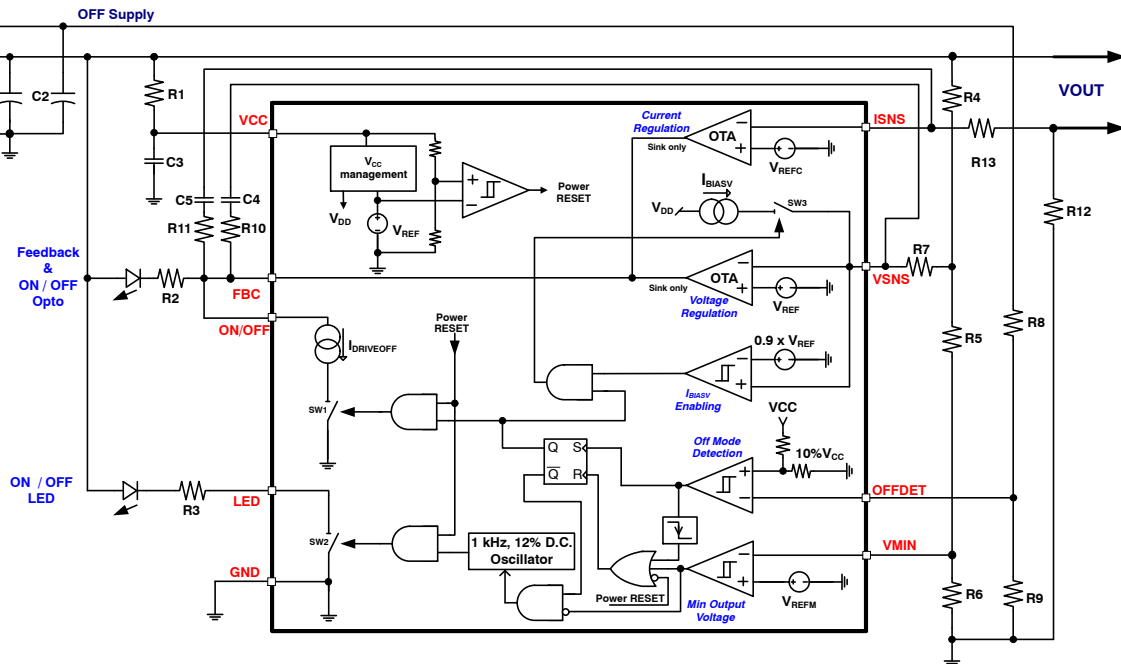 OFF Supply
C2
R1
C3
VCC
C5
C4
R11
R10
Feedback
&
ON / OFF
Opto
R2
FBC
ON/OFF
ON / OFF
LED
R3
LED
GND
VCC
management
VDD
VREF
Power
RESET
Current
Regulation
Sink only
OTA
VREFC
IBIASV
VDD
SW3
OTA
Sink only
VREF
Voltage
Regulation
IDRIVEOFF
Power
RESET
SW1
0.9 x VREF
IBIASV
Enabling
VCC
10%VCC
Off Mode
Detection
Q
S
Q
R
SW2
1 kHz, 12% D.C.
Oscillator
Power RESET
Min Output
Voltage
VREFM
ISNS
VSNS
OFFDET
VMIN
R4
VOUT
R13
R12
R7
R5
R8
R6
R9